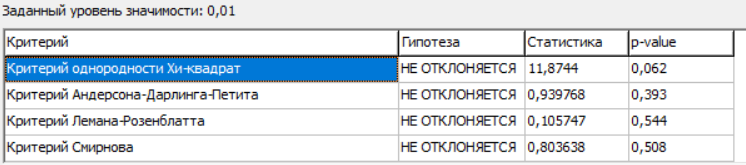 Заданный уровень значимости: 0,01
Критерий Гипотеза Статистика p-value
Критерий однородности Хи-квадрат НЕ ОТКЛОНЯЕТСЯ 11,8744 0,062
Критерий Андерсона-Дарлинга-Петита НЕ ОТКЛОНЯЕТСЯ 0,939768 0,393
Критерий Лемана-Розенблатта НЕ ОТКЛОНЯЕТСЯ 0,105747 0,544
Критерий Смирнова НЕ ОТКЛОНЯЕТСЯ 0,803638 0,508